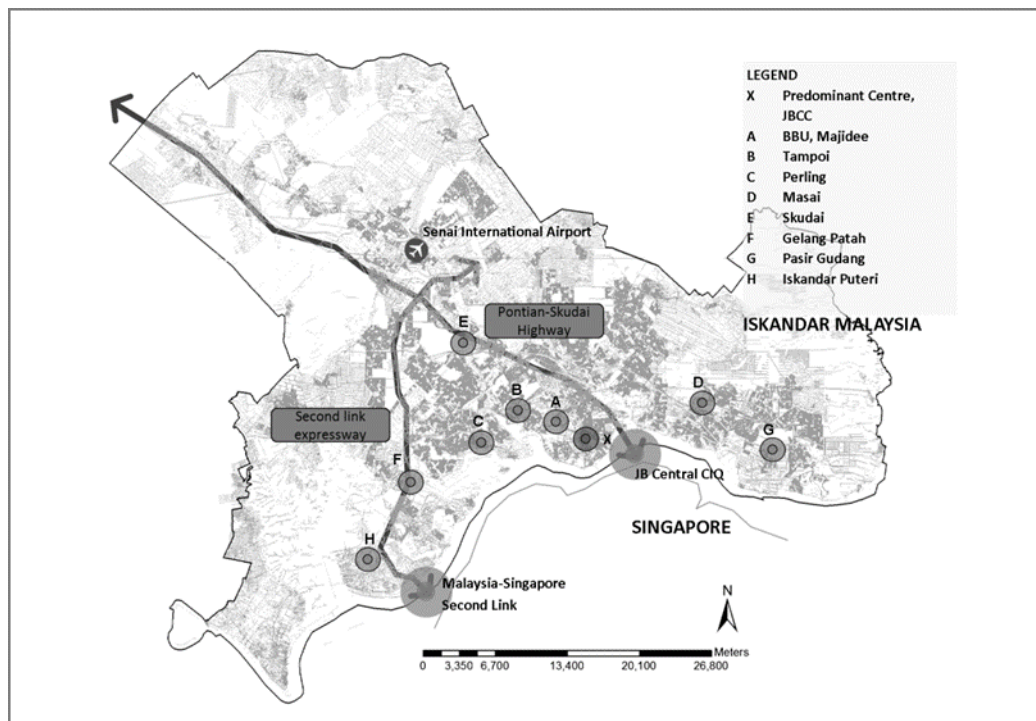 LEGEND
X Predominant Centre,
JBCC
A BBU, Majidee
B Tampoi
C Perling
D Masai
E Skudai
F Gelang Patah
G Pasir Gudang
H Iskandar Puteri
Senai International Airport
ISKANDAR MALAYSIA
Pontian-Skudai
Highway
E
D
B
A
Second link
expressway
C
X
G
F
JB Central CIQ
SINGAPORE
H
Malaysia-Singapore
Second Link
N
Meters
0 3,350 6,700 13,400 20,100 26,800